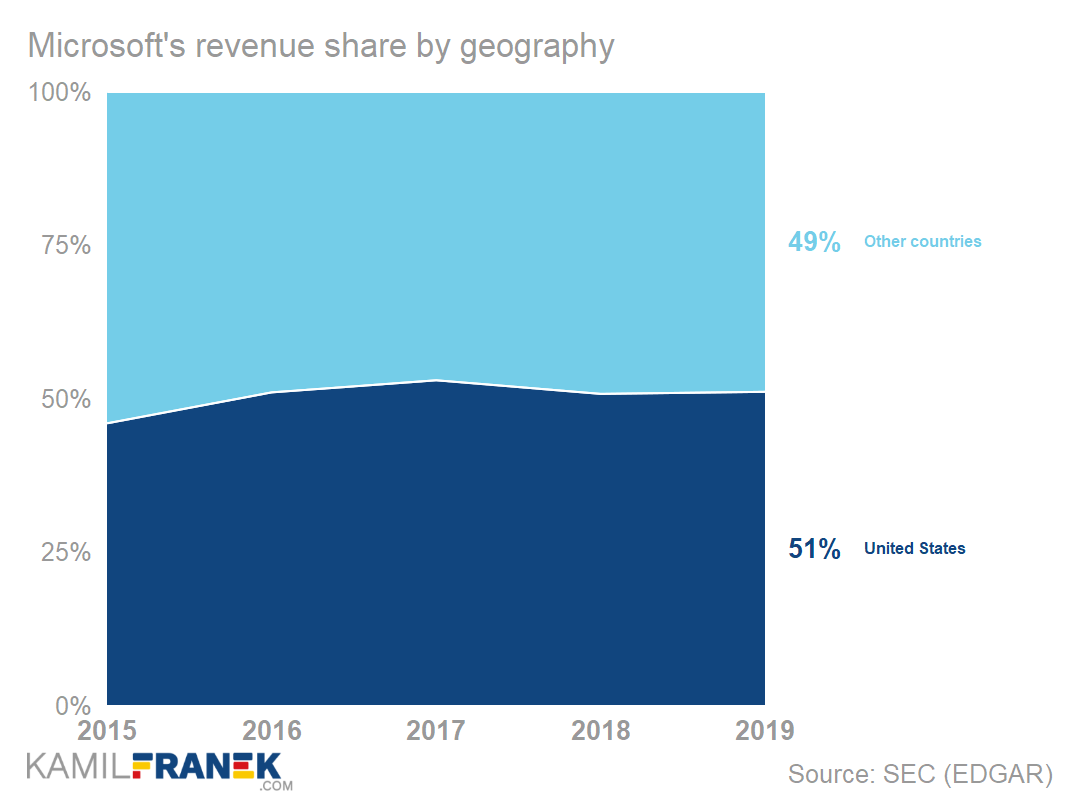 Microsoft's revenue share by geography
100%
75%
49% Other countries
50%
25%
51% United States
0%
2015 2016 2017 2018 2019
KAMILFRANEK
.COM
Source: SEC (EDGAR)